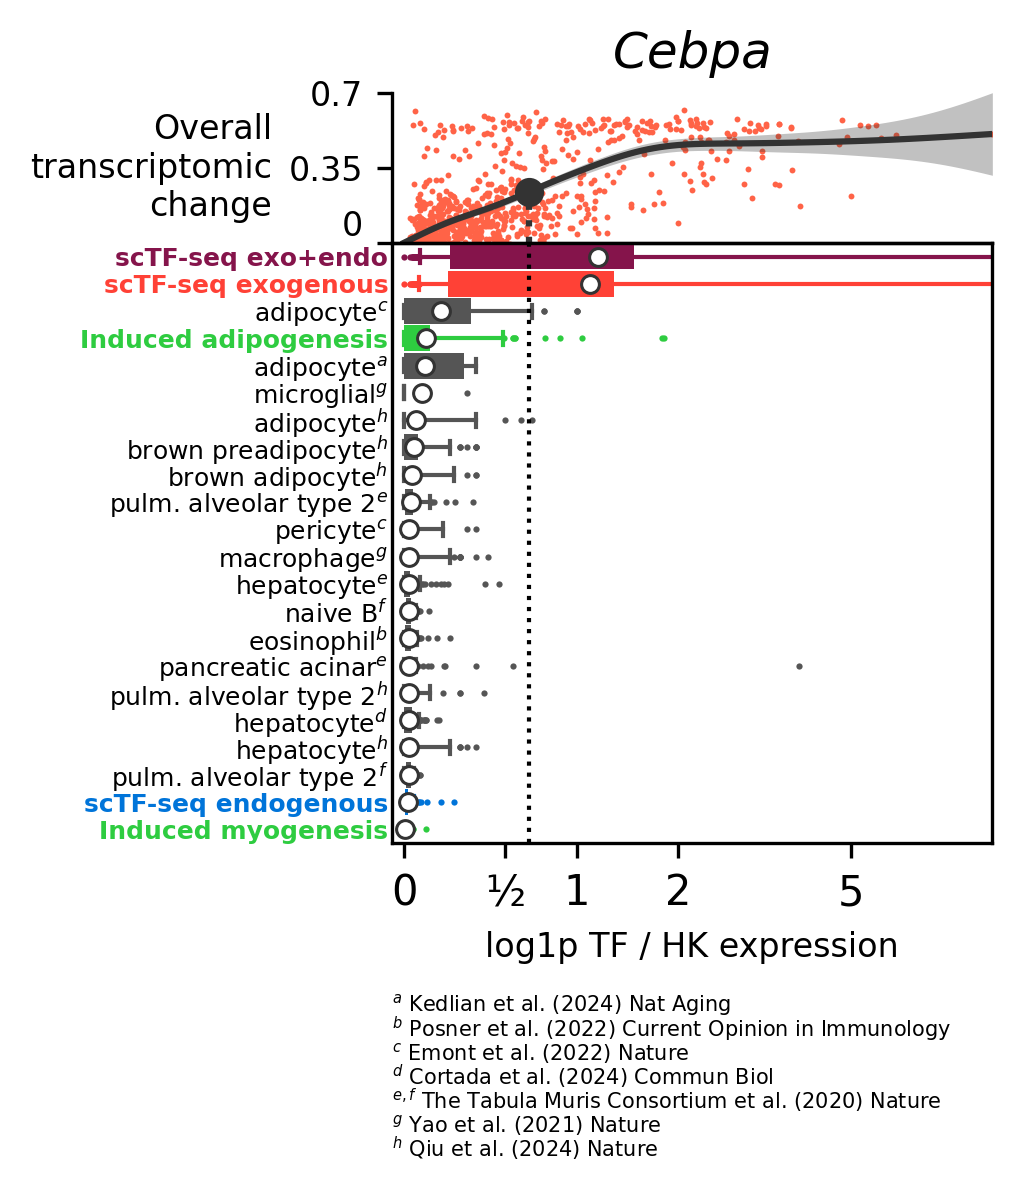 Cebpa
0.7
Overall
transcriptomic
change
0.35
0
scTF-seq exo+endo
scTF-seq exogenous
adipocyte^c
Induced adipogenesis
adipocyte^a
microglial^g
adipocyte^h
brown preadipocyte^h
brown adipocyte^h
pulm. alveolar type 2^e
pericyte^c
macrophage^g
hepatocyte^e
naive B^f
eosinophil^b
pancreatic acinar^e
pulm. alveolar type 2^h
hepatocyte^d
hepatocyte^h
pulm. alveolar type 2^f
scTF-seq endogenous
Induced myogenesis
0 ½ 1 2 5
log1p TF / HK expression
^a Kedlian et al. (2024) Nat Aging
^b Posner et al. (2022) Current Opinion in Immunology
^c Emont et al. (2022) Nature
^d Cortada et al. (2024) Commun Biol
^e,f The Tabula Muris Consortium et al. (2020) Nature
^g Yao et al. (2021) Nature
^h Qiu et al. (2024) Nature